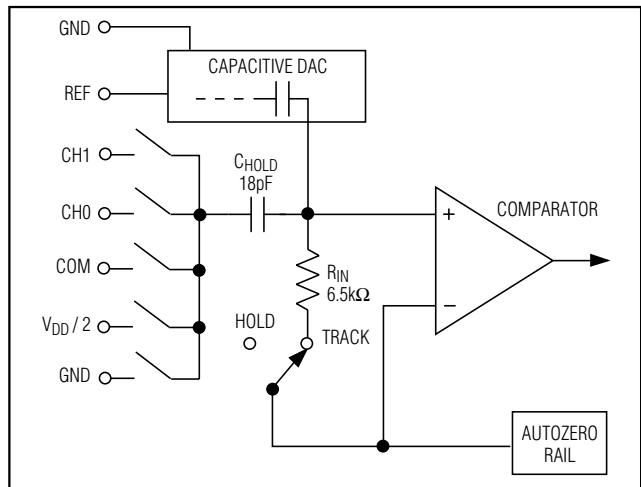 GND
CAPACITIVE DAC
REF
CH1
CHOLD
18pF
CH0
COMPARATOR
+
COM
RIN
6.5kΩ
−
HOLD
TRACK
VDD / 2
GND
AUTOZERO
RAIL